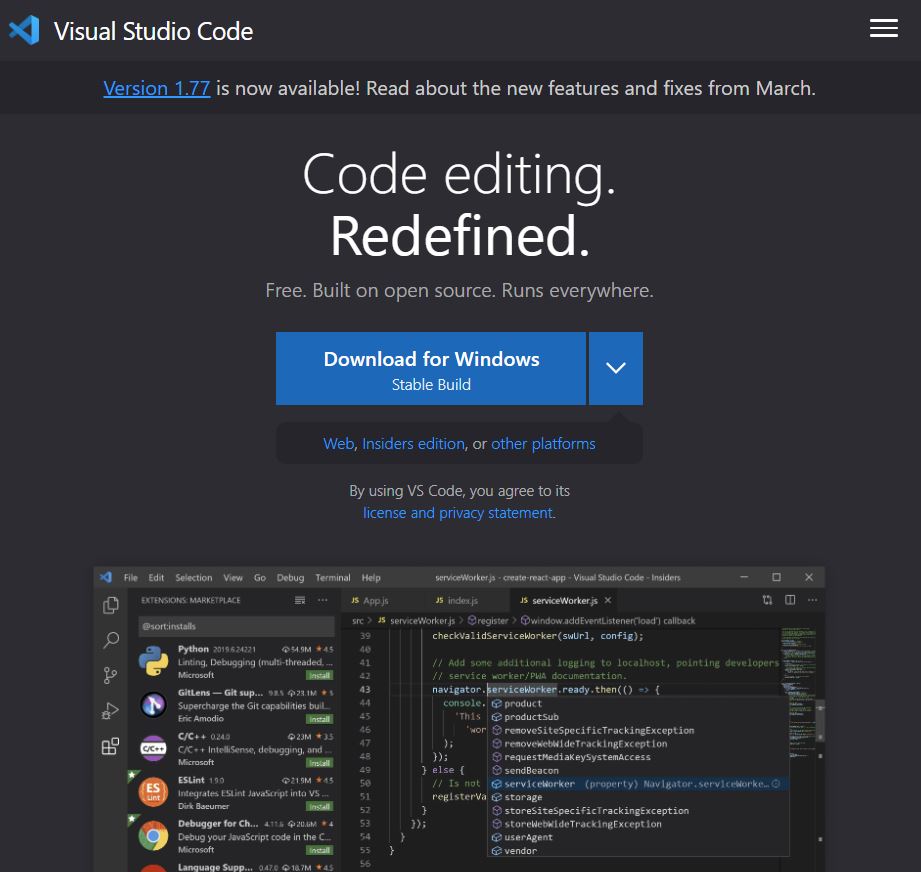 Visual Studio Code
Version 1.77 is now available! Read about the new features and fixes from March.
Code editing.
Redefined.
Free. Built on open source. Runs everywhere.
Download for Windows
Stable Build
Web, Insiders edition, or other platforms
By using VS Code, you agree to its
license and privacy statement.
File Edit Selection View Go Debug Terminal Help
serviceWorker.js - create-react-app - Visual Studio Code - Insiders
EXTENSIONS: MARKETPLACE
@sort:installs
Python 2019.6.24221 54.9M 4.5
Linting, Debugging (multi-threaded, ...
Microsoft Install
GitLens — Git sup... 9.8.5 23.1M 5
Supercharge the Git capabilities buil...
Eric Amodio Install
C/C++
C/C++ 0.24.0 23M 3.5
C/C++ IntelliSense, debugging, and ...
Microsoft Install
ES
Lint
ESLint 1.9.0 21.9M 4.5
Integrates ESLint JavaScript into VS ...
Dirk Baeumer Install
Debugger for Ch... 4.11.6 20.6M 4
Debug your JavaScript code in the C...
Microsoft Install
Language Supp... 0.47.0 18.7M 4.5
JS App.js JS index.js JS serviceWorker.js
src > JS serviceWorker.js > register > window.addEventListener('load') callback
39 checkValidServiceWorker(swUrl, config);
40
41 // Add some additional logging to localhost, pointing developers
42 // service worker/PWA documentation.
43 navigator.serviceWorker.ready.then(() => {
44 console.
45 'This
46 'wor
47 );
48 });
49 } else {
50 // Is not
51 registerVa
52 }
53 });
54 }
55 }
56
product
productSub
removeSiteSpecificTrackingException
removeWebWideTrackingException
requestMediaKeySystemAccess
sendBeacon
serviceWorker (property) Navigator.serviceWorke...
storage
storeSiteSpecificTrackingException
storeWebWideTrackingException
userAgent
vendor